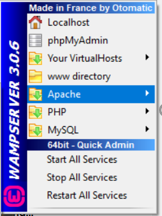 Made in France by Otomatic
WAMPSERVER 3.0.6
Localhost
phpMyAdmin
Your VirtualHosts
www directory
Apache
PHP
MySQL
64bit - Quick Admin
Start All Services
Stop All Services
Restart All Services